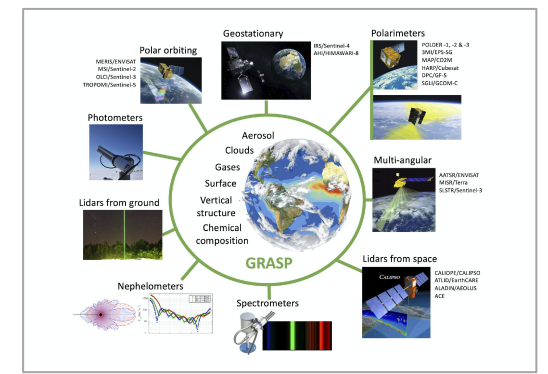 Geostationary
IRS/Sentinel-4
AHI/HIMAWARI-8
Polarimeters
POLDER -1, -2 & -3
3MI/EPS-SG
MAP/CO2M
HARP/Cubesat
DPC/GF-5
SGLI/GCOM-C
Polar orbiting
MERIS/ENVISAT
MSI/Sentinel-2
OLCI/Sentinel-3
TROPOMI/Sentinel-5
Photometers
Aerosol
Clouds
Gases
Surface
Vertical
structure
Chemical
composition
GRASP
Multi-angular
AATSR/ENVISAT
MISR/Terra
SLSTR/Sentinel-3
Lidars from ground
Lidars from space
CALIPSO
CALIOPE/CALIPSO
ATLID/EarthCARE
ALADIN/AEOLUS
ACE
Nephelometers
Spectrometers